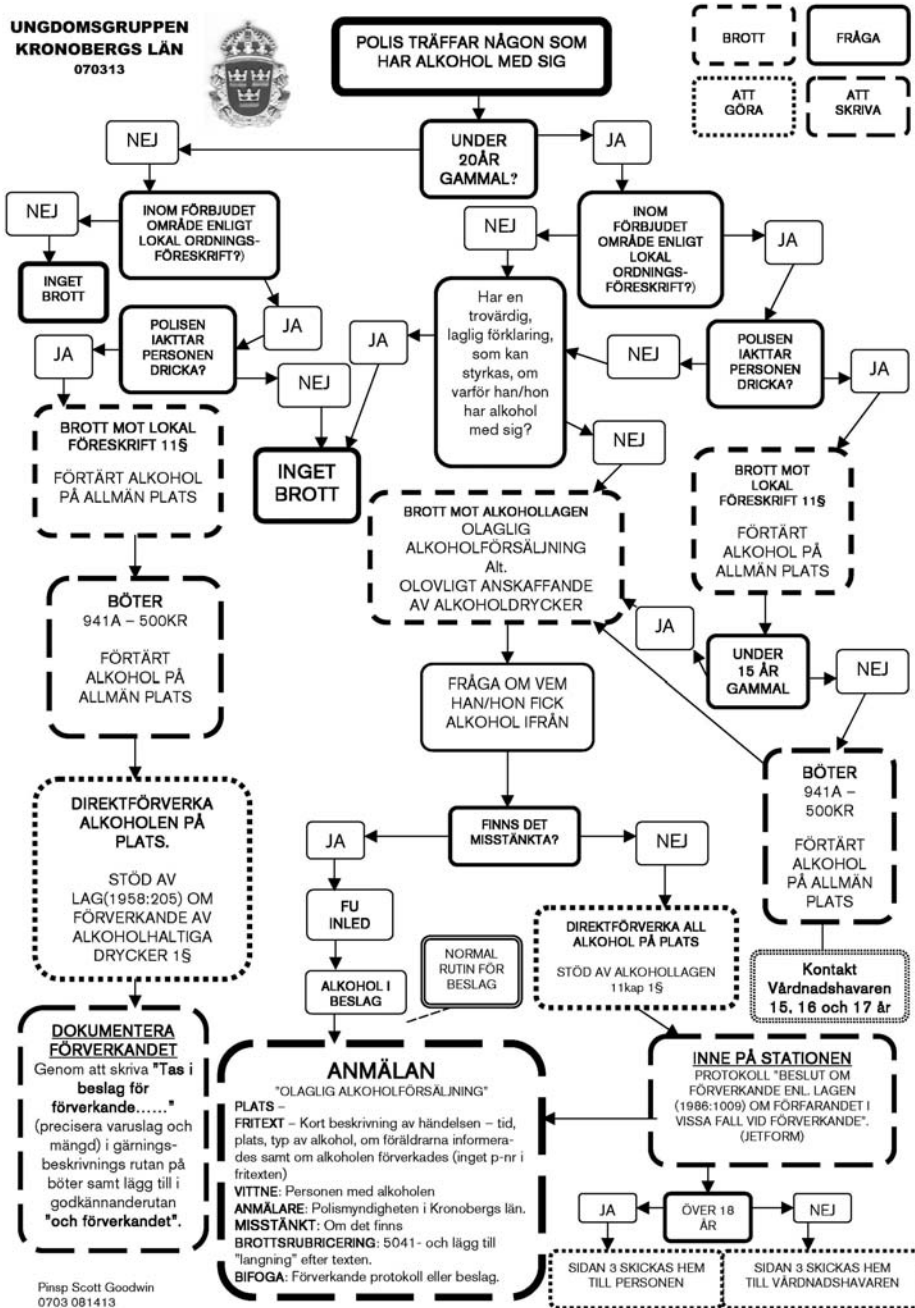 UNGDOMSGRUPPEN
KRONOBERGS LÄN
070313
POLIS TRÄFFAR NÅGON SOM
HAR ALKOHOL MED SIG
BROTT
FRÅGA
ATT
GÖRA
ATT
SKRIVA
NEJ
UNDER
20ÅR
GAMMAL?
JA
NEJ
INOM FÖRBJUDET
OMRÅDE ENLIGT
LOKAL ORDNINGS-
FÖRESKRIFT?)
NEJ
INOM
FÖRBJUDET
OMRÅDE ENLIGT
LOKAL
ORDNINGS-
FÖRESKRIFT?)
JA
INGET
BROTT
JA
POLISEN
IAKTTAR
PERSONEN
DRICKA?
JA
NEJ
JA
Har en
trovärdig,
laglig förklaring,
som kan
styrkas, om
varför han/hon
har alkohol
med sig?
NEJ
POLISEN
IAKTTAR
PERSONEN
DRICKA?
JA
NEJ
BROTT MOT LOKAL
FÖRESKRIFT 11§
FÖRTÄRT ALKOHOL
PÅ ALLMÄN PLATS
INGET
BROTT
BROTT MOT ALKOHOLLAGEN
OLAGLIG
ALKOHOLFÖRSÄLJNING
Alt.
OLOVLIGT ANSKAFFANDE
AV ALKOHOLDRYCKER
BROTT MOT
LOKAL
FÖRESKRIFT 11§
FÖRTÄRT
ALKOHOL PÅ
ALLMÄN PLATS
BÖTER
941A – 500KR
FÖRTÄRT
ALKOHOL PÅ
ALLMÄN PLATS
JA
UNDER
15 ÅR
GAMMAL
NEJ
FRÅGA OM VEM
HAN/HON FICK
ALKOHOL IFRÅN
BÖTER
941A –
500KR
FÖRTÄRT
ALKOHOL
PÅ ALLMÄN
PLATS
DIREKTFÖRVERKA
ALKOHOLEN PÅ
PLATS.
STÖD AV
LAG(1958:205) OM
FÖRVERKANDE AV
ALKOHOLHALTIGA
DRYCKER 1§
JA
FINNS DET
MISSTÄNKTA?
NEJ
FU
INLED
DIREKTFÖRVERKA ALL
ALKOHOL PÅ PLATS
STÖD AV ALKOHOLLAGEN
11kap 1§
NORMAL
RUTIN FÖR
BESLAG
ALKOHOL I
BESLAG
Kontakt
Vårdnadshavaren
15, 16 och 17 år
DOKUMENTERA
FÖRVERKANDET
Genom att skriva "Tas i
beslag för
förverkande......"
(precisera varuslag och
mängd) i gärnings-
beskrivnings rutan på
böter samt lägg till i
godkännanderutan
"och förverkandet".
ANMÄLAN
"OLAGLIG ALKOHOLFÖRSÄLJNING"
PLATS –
FRITEXT – Kort beskrivning av händelsen – tid,
plats, typ av alkohol, om föräldrarna informera-
des samt om alkoholen förverkades (inget p-nr i
fritexten)
VITTNE: Personen med alkoholen
ANMÄLARE: Polismyndigheten i Kronobergs län.
MISSTÄNKT: Om det finns
BROTTSRUBRICERING: 5041- och lägg till
"langning" efter texten.
BIFOGA: Förverkande protokoll eller beslag.
INNE PÅ STATIONEN
PROTOKOLL "BESLUT OM
FÖRVERKANDE ENL. LAGEN
(1986:1009) OM FÖRFARANDET I
VISSA FALL VID FÖRVERKANDE".
(JETFORM)
JA
ÖVER 18
ÅR
NEJ
SIDAN 3 SKICKAS HEM
TILL PERSONEN
SIDAN 3 SKICKAS HEM
TILL VÅRDNADSHAVAREN
Pinsp Scott Goodwin
0703 081413